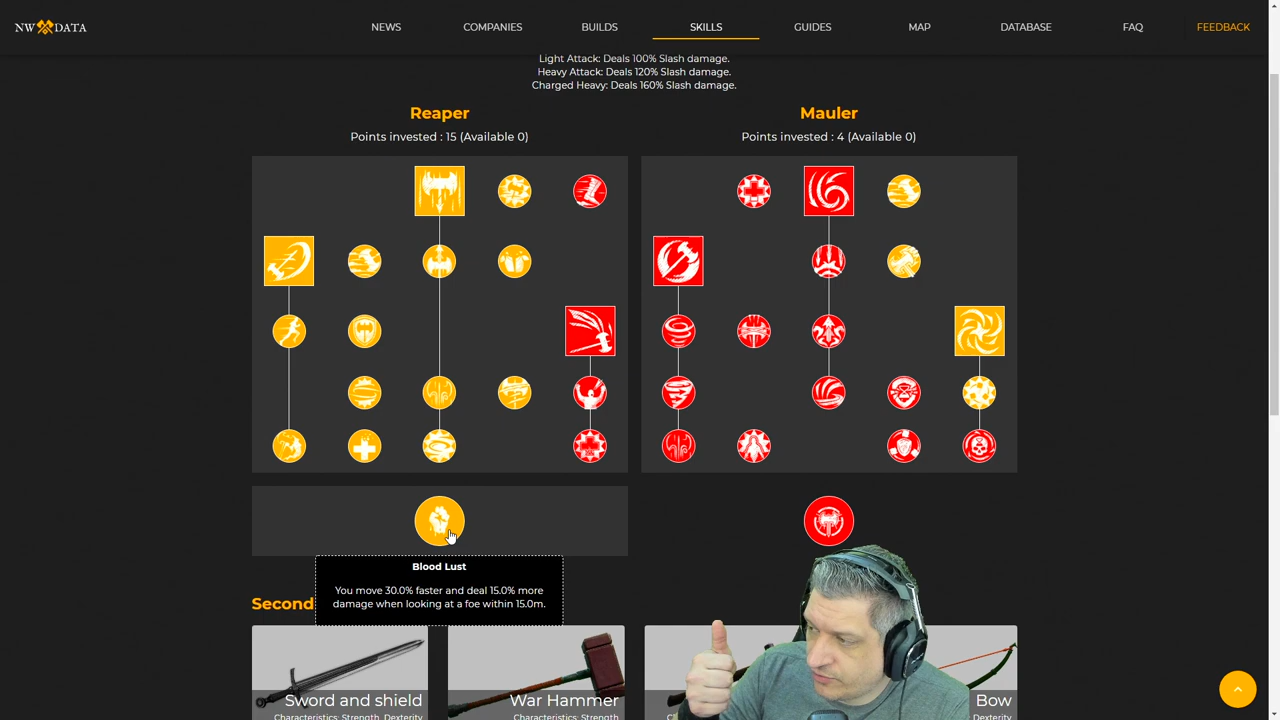 NW DATA
NEWS
COMPANIES
BUILDS
SKILLS
GUIDES
MAP
DATABASE
FAQ
FEEDBACK
Light Attack: Deals 100% Slash damage.
Heavy Attack: Deals 120% Slash damage.
Charged Heavy: Deals 160% Slash damage.
Reaper
Points invested : 15 (Available 0)
Mauler
Points invested : 4 (Available 0)
Blood Lust
You move 30.0% faster and deal 15.0% more
damage when looking at a foe within 15.0m.
Second
Sword and shield
Characteristics: Strength, Dexterity
War Hammer
Characteristics: Strength
Bow
Dexterity